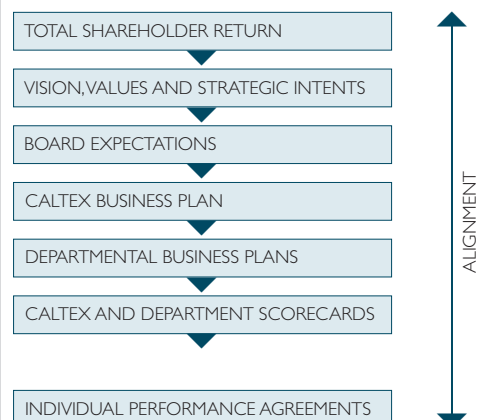 TOTAL SHAREHOLDER RETURN
VISION, VALUES AND STRATEGIC INTENTS
BOARD EXPECTATIONS
CALTEX BUSINESS PLAN
DEPARTMENTAL BUSINESS PLANS
CALTEX AND DEPARTMENT SCORECARDS
INDIVIDUAL PERFORMANCE AGREEMENTS
ALIGNMENT